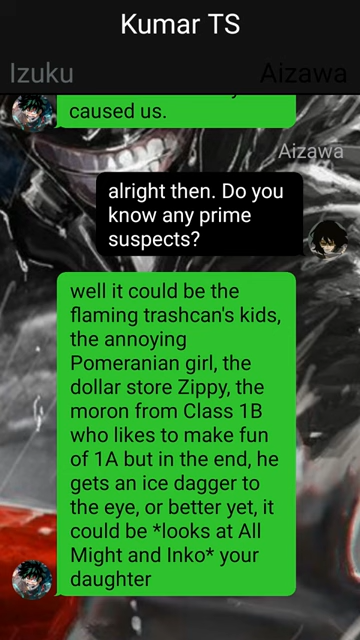 Kumar TS
Izuku
Aizawa
caused us.
Aizawa
alright then. Do you
know any prime
suspects?
well it could be the
flaming trashcan's kids,
the annoying
Pomeranian girl, the
dollar store Zippy, the
moron from Class 1B
who likes to make fun
of 1A but in the end, he
gets an ice dagger to
the eye, or better yet, it
could be *looks at All
Might and Inko* your
daughter